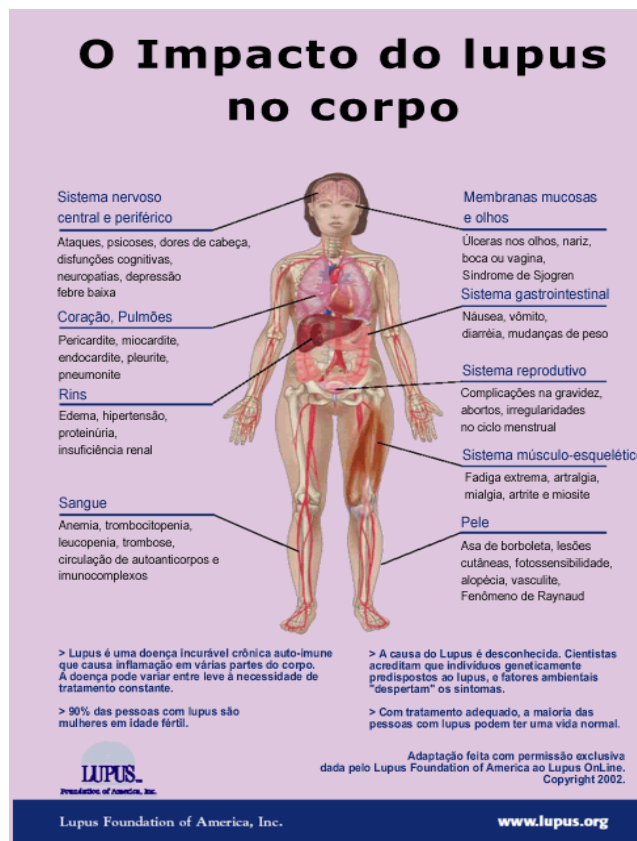 O Impacto do lupus
no corpo
Sistema nervoso
central e periférico
Ataques, psicoses, dores de cabeça,
disfunções cognitivas,
neuropatias, depressão
febre baixa
Coração, Pulmões
Pericardite, miocardite,
endocardite, pleurite,
pneumonite
Rins
Edema, hipertensão,
proteinúria,
insuficiência renal
Sangue
Anemia, trombocitopenia,
leucopenia, trombose,
circulação de autoanticorpos e
imunocomplexos
Membranas mucosas
e olhos
Úlceras nos olhos, nariz,
boca ou vagina,
Síndrome de Sjogren
Sistema gastrointestinal
Náusea, vômito,
diarréia, mudanças de peso
Sistema reprodutivo
Complicações na gravidez,
abortos, irregularidades
no ciclo menstrual
Sistema músculo-esquelético
Fadiga extrema, artralgia,
mialgia, artrite e miosite
Pele
Asa de borboleta, lesões
cutâneas, fotossensibilidade,
alopécia, vasculite,
Fenômeno de Raynaud
> Lupus é uma doença incurável crônica auto-imune
que causa inflamação em várias partes do corpo.
A doença pode variar entre leve à necessidade de
tratamento constante.
> 90% das pessoas com lupus são
mulheres em idade fértil.
> A causa do Lupus é desconhecida. Cientistas
acreditam que indivíduos geneticamente
predispostos ao lupus, e fatores ambientais
"despertam" os sintomas.
> Com tratamento adequado, a maioria das
pessoas com lupus podem ter uma vida normal.
Adaptação feita com permissão exclusiva
dada pelo Lupus Foundation of America ao Lupus OnLine.
Copyright 2002.
LUPUS
Foundation of America, Inc.
Lupus Foundation of America, Inc.
www.lupus.org